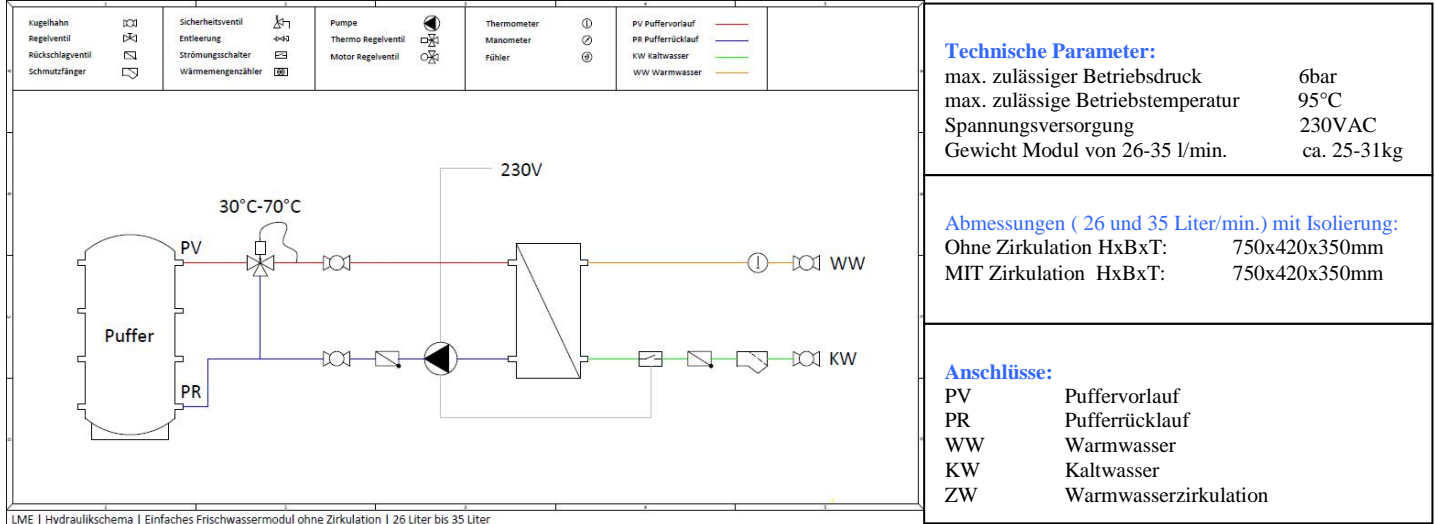 Kugelhahn
Regelventil
Rückschlagventil
Schmutzfänger
Sicherheitsventil
Entleerung
Strömungsschalter
Wärmemengenzähler
Pumpe
Thermo Regelventil
Motor Regelventil
Thermometer
Manometer
Fühler
PV Puffervorlauf
PR Pufferrücklauf
KW Kaltwasser
WW Warmwasser
230V
30°C-70°C
PV
WW
Puffer
KW
PR
LME | Hydraulikschema | Einfaches Frischwassermodul ohne Zirkulation | 26 Liter bis 35 Liter
Technische Parameter:
max. zulässiger Betriebsdruck 6bar
max. zulässige Betriebstemperatur 95°C
Spannungsversorgung 230VAC
Gewicht Modul von 26-35 l/min. ca. 25-31kg
Abmessungen ( 26 und 35 Liter/min.) mit Isolierung:
Ohne Zirkulation HxBxT: 750x420x350mm
MIT Zirkulation HxBxT: 750x420x350mm
Anschlüsse:
PV Puffervorlauf
PR Pufferrücklauf
WW Warmwasser
KW Kaltwasser
ZW Warmwasserzirkulation